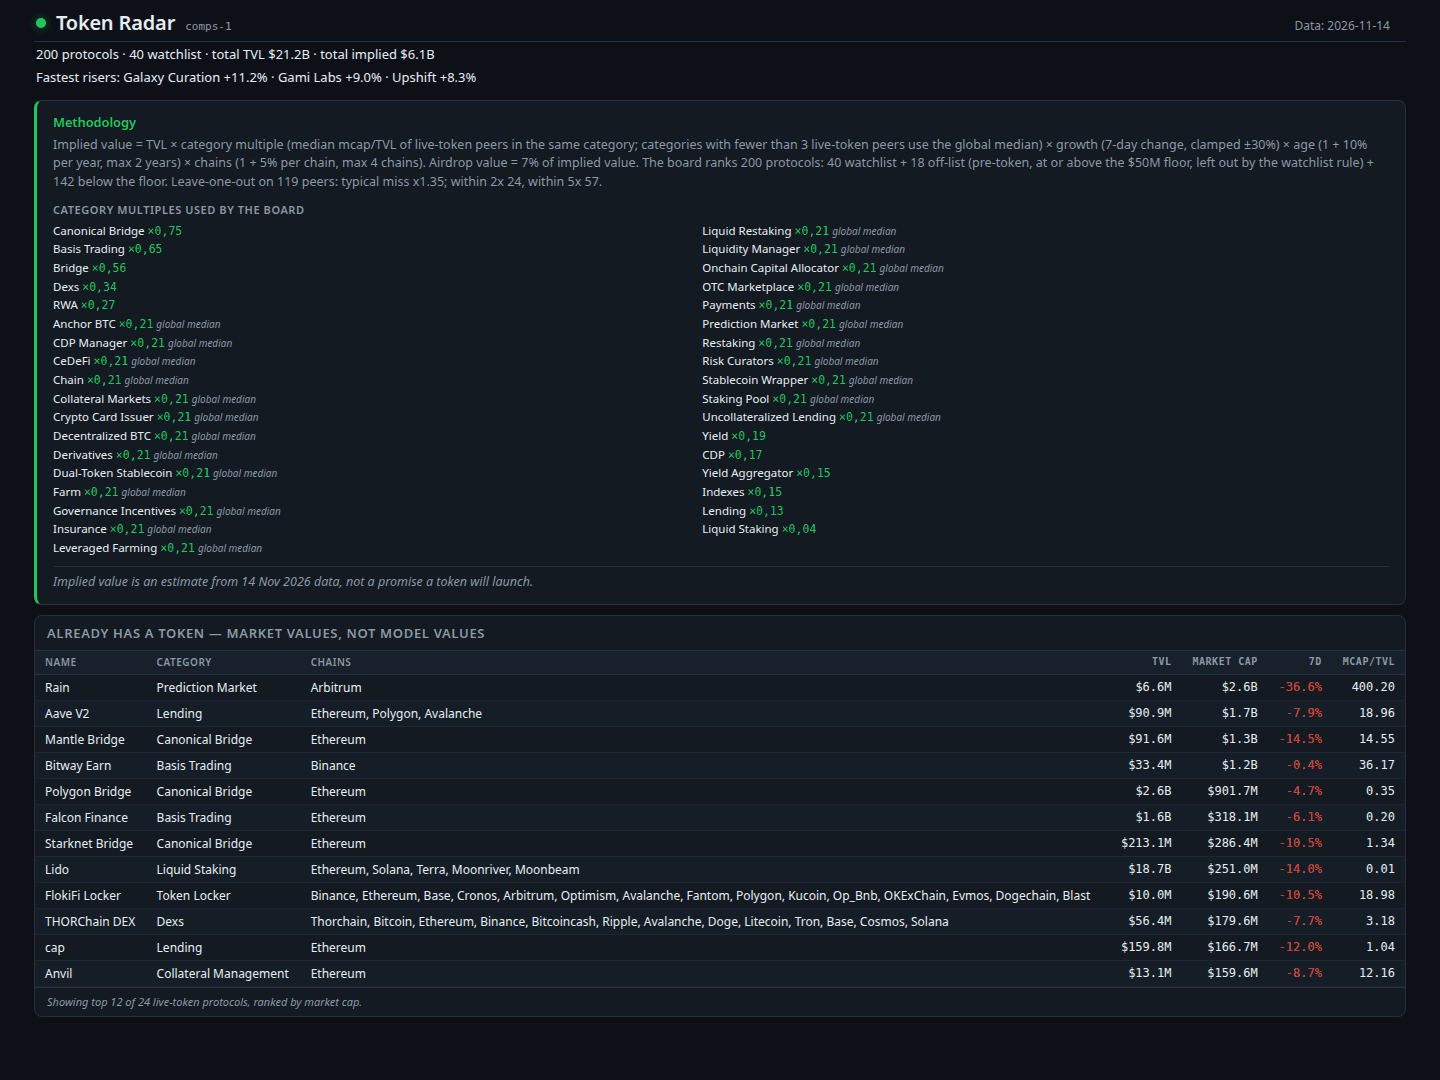 Token Radar comps-1
Data: 2026-11-14
200 protocols · 40 watchlist · total TVL $21.2B · total implied $6.1B
Fastest risers: Galaxy Curation +11.2% · Gami Labs +9.0% · Upshift +8.3%
Methodology
Implied value = TVL × category multiple (median mcap/TVL of live-token peers in the same category; categories with fewer than 3 live-token peers use the global median) × growth (7-day change, clamped ±30%) × age (1 + 10%
per year, max 2 years) × chains (1 + 5% per chain, max 4 chains). Airdrop value = 7% of implied value. The board ranks 200 protocols: 40 watchlist + 18 off-list (pre-token, at or above the $50M floor, left out by the watchlist rule) +
142 below the floor. Leave-one-out on 119 peers: typical miss x1.35; within 2x 24, within 5x 57.
CATEGORY MULTIPLES USED BY THE BOARD
Canonical Bridge ×0,75
Basis Trading ×0,65
Bridge ×0,56
Dexs ×0,34
RWA ×0,27
Anchor BTC ×0,21 global median
CDP Manager ×0,21 global median
CeDeFi ×0,21 global median
Chain ×0,21 global median
Collateral Markets ×0,21 global median
Crypto Card Issuer ×0,21 global median
Decentralized BTC ×0,21 global median
Derivatives ×0,21 global median
Dual-Token Stablecoin ×0,21 global median
Farm ×0,21 global median
Governance Incentives ×0,21 global median
Insurance ×0,21 global median
Leveraged Farming ×0,21 global median
Liquid Restaking ×0,21 global median
Liquidity Manager ×0,21 global median
Onchain Capital Allocator ×0,21 global median
OTC Marketplace ×0,21 global median
Payments ×0,21 global median
Prediction Market ×0,21 global median
Restaking ×0,21 global median
Risk Curators ×0,21 global median
Stablecoin Wrapper ×0,21 global median
Staking Pool ×0,21 global median
Uncollateralized Lending ×0,21 global median
Yield ×0,19
CDP ×0,17
Yield Aggregator ×0,15
Indexes ×0,15
Lending ×0,13
Liquid Staking ×0,04
Implied value is an estimate from 14 Nov 2026 data, not a promise a token will launch.
ALREADY HAS A TOKEN — MARKET VALUES, NOT MODEL VALUES
NAME CATEGORY CHAINS TVL MARKET CAP 7D MCAP/TVL
Rain Prediction Market Arbitrum $6.6M $2.6B -36.6% 400.20
Aave V2 Lending Ethereum, Polygon, Avalanche $90.9M $1.7B -7.9% 18.96
Mantle Bridge Canonical Bridge Ethereum $91.6M $1.3B -14.5% 14.55
Bitway Earn Basis Trading Binance $33.4M $1.2B -0.4% 36.17
Polygon Bridge Canonical Bridge Ethereum $2.6B $901.7M -4.7% 0.35
Falcon Finance Basis Trading Ethereum $1.6B $318.1M -6.1% 0.20
Starknet Bridge Canonical Bridge Ethereum $213.1M $286.4M -10.5% 1.34
Lido Liquid Staking Ethereum, Solana, Terra, Moonriver, Moonbeam $18.7B $251.0M -14.0% 0.01
FlokiFi Locker Token Locker Binance, Ethereum, Base, Cronos, Arbitrum, Optimism, Avalanche, Fantom, Polygon, Kucoin, Op_Bnb, OKExChain, Evmos, Dogechain, Blast $10.0M $190.6M -10.5% 18.98
THORChain DEX Dexs Thorchain, Bitcoin, Ethereum, Binance, Bitcoincash, Ripple, Avalanche, Doge, Litecoin, Tron, Base, Cosmos, Solana $56.4M $179.6M -7.7% 3.18
cap Lending Ethereum $159.8M $166.7M -12.0% 1.04
Anvil Collateral Management Ethereum $13.1M $159.6M -8.7% 12.16
Showing top 12 of 24 live-token protocols, ranked by market cap.